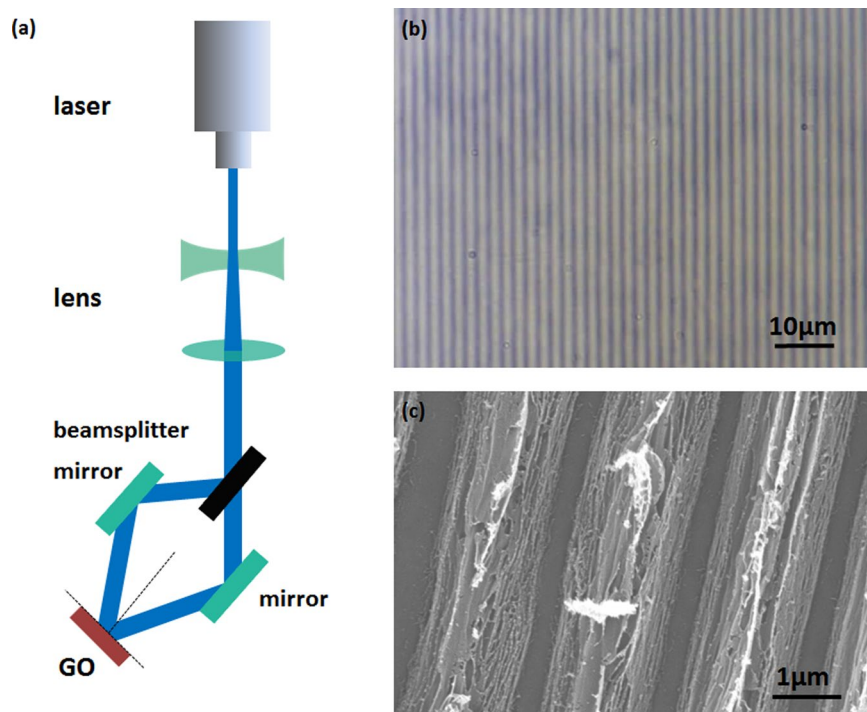 (a)
laser
lens
beamsplitter
mirror
mirror
GO
(b)
10μm
(c)
1μm